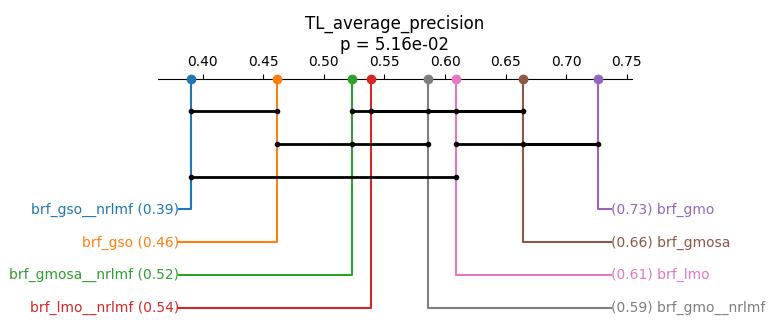 TL_average_precision
p = 5.16e-02
0.40 0.45 0.50 0.55 0.60 0.65 0.70 0.75
brf_gso__nrlmf (0.39) (0.73) brf_gmo
brf_gso (0.46) (0.66) brf_gmosa
brf_gmosa__nrlmf (0.52) (0.61) brf_lmo
brf_lmo__nrlmf (0.54) (0.59) brf_gmo__nrlmf